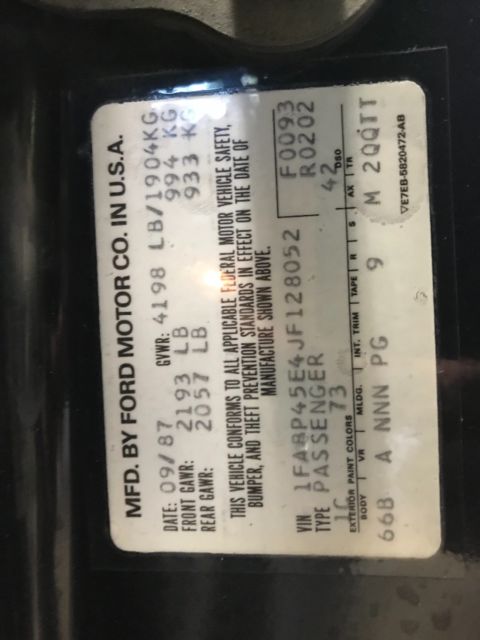 MFD. BY FORD MOTOR CO. IN U.S.A.
DATE: 09/87 GVWR: 4198 LB/1904KG
FRONT GAWR: 2193 LB 994 KG
REAR GAWR: 2057 LB 933 KG
THIS VEHICLE CONFORMS TO ALL APPLICABLE FEDERAL MOTOR VEHICLE SAFETY,
BUMPER, AND THEFT PREVENTION STANDARDS IN EFFECT ON THE DATE OF
MANUFACTURE SHOWN ABOVE.
VIN 1FABP45E4JF128052 F0093
TYPE PASSENGER R0202
1C 73 42
EXTERIOR PAINT COLORS DSO
BODY VR MLDG. INT. TRIM TAPE R S AX TR
66B A NNN PG 9 M 2QQTT
VE7EB-5820472-AB